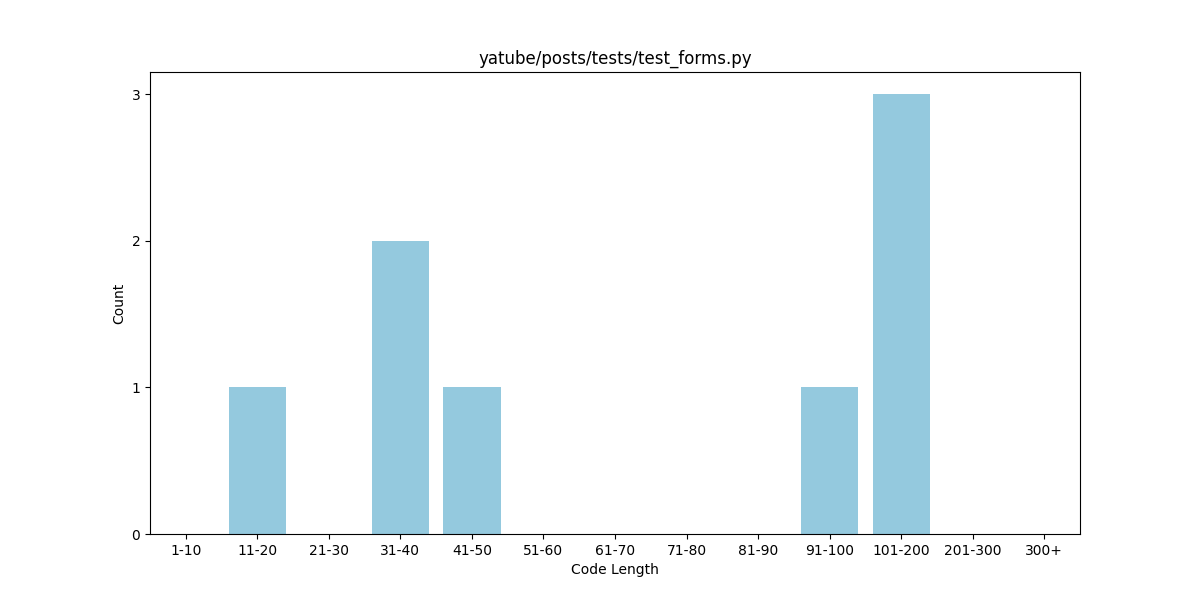 yatube/posts/tests/test_forms.py
3
2
1
0
Count
1-10 11-20 21-30 31-40 41-50 51-60 61-70 71-80 81-90 91-100 101-200 201-300 300+
Code Length